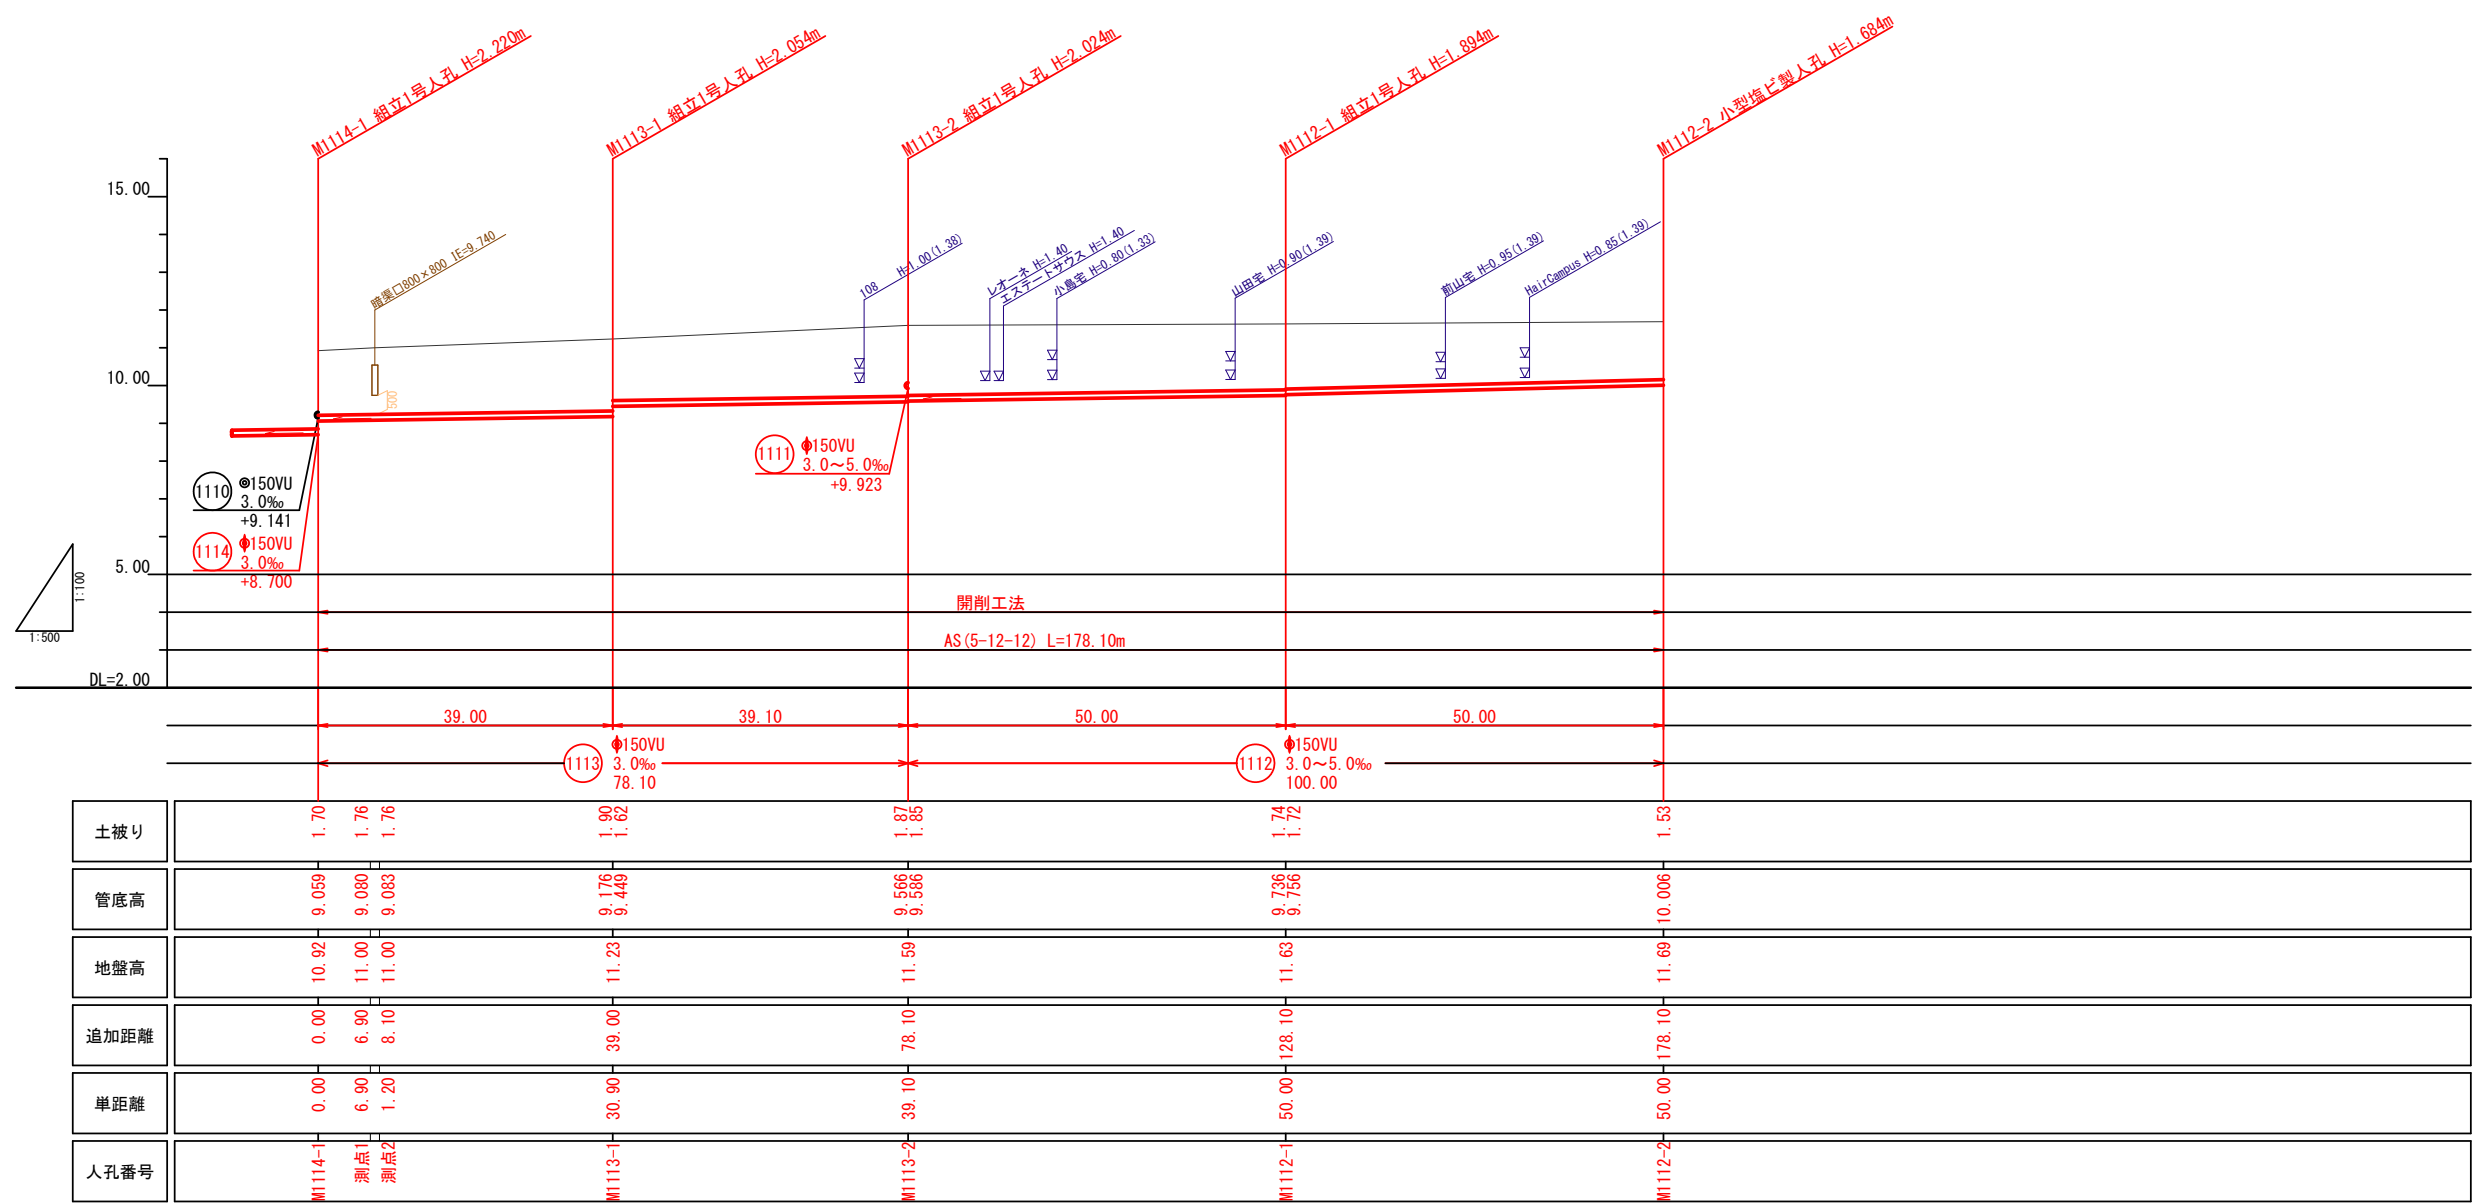 M1114-1 組立1号人孔 H=2.220m
M1113-1 組立1号人孔 H=2.054m
M1113-2 組立1号人孔 H=2.024m
M1112-1 組立1号人孔 H=1.894m
M1112-2 小型塩ビ製人孔 H=1.684m
15.00
10.00
5.00
DL=2.00
暗渠口800×800 IE=9.740
500
108 H=1.00(1.38)
レオーネ H=1.40
エステートサウス H=1.40
小島宅 H=0.80(1.33)
山田宅 H=0.90(1.39)
前山宅 H=0.95(1.39)
HairCampus H=0.85(1.39)
1110 150VU
3.0‰
+9.141
1114 150VU
3.0‰
+8.700
1111 150VU
3.0～5.0‰
+9.923
1:100
1:500
開削工法
AS(5-12-12) L=178.10m
39.00 39.10 50.00 50.00
1113 150VU
3.0‰
78.10
1112 150VU
3.0～5.0‰
100.00
土被り 1.70 1.76 1.76 1.90 1.62 1.87 1.85 1.74 1.72 1.53
管底高 9.059 9.080 9.083 9.176 9.449 9.566 9.586 9.736 9.756 10.006
地盤高 10.92 11.00 11.00 11.23 11.59 11.63 11.69
追加距離 0.00 6.90 8.10 39.00 78.10 128.10 178.10
単距離 0.00 6.90 1.20 30.90 39.10 50.00 50.00
人孔番号 M1114-1 測点1 測点2 M1113-1 M1113-2 M1112-1 M1112-2